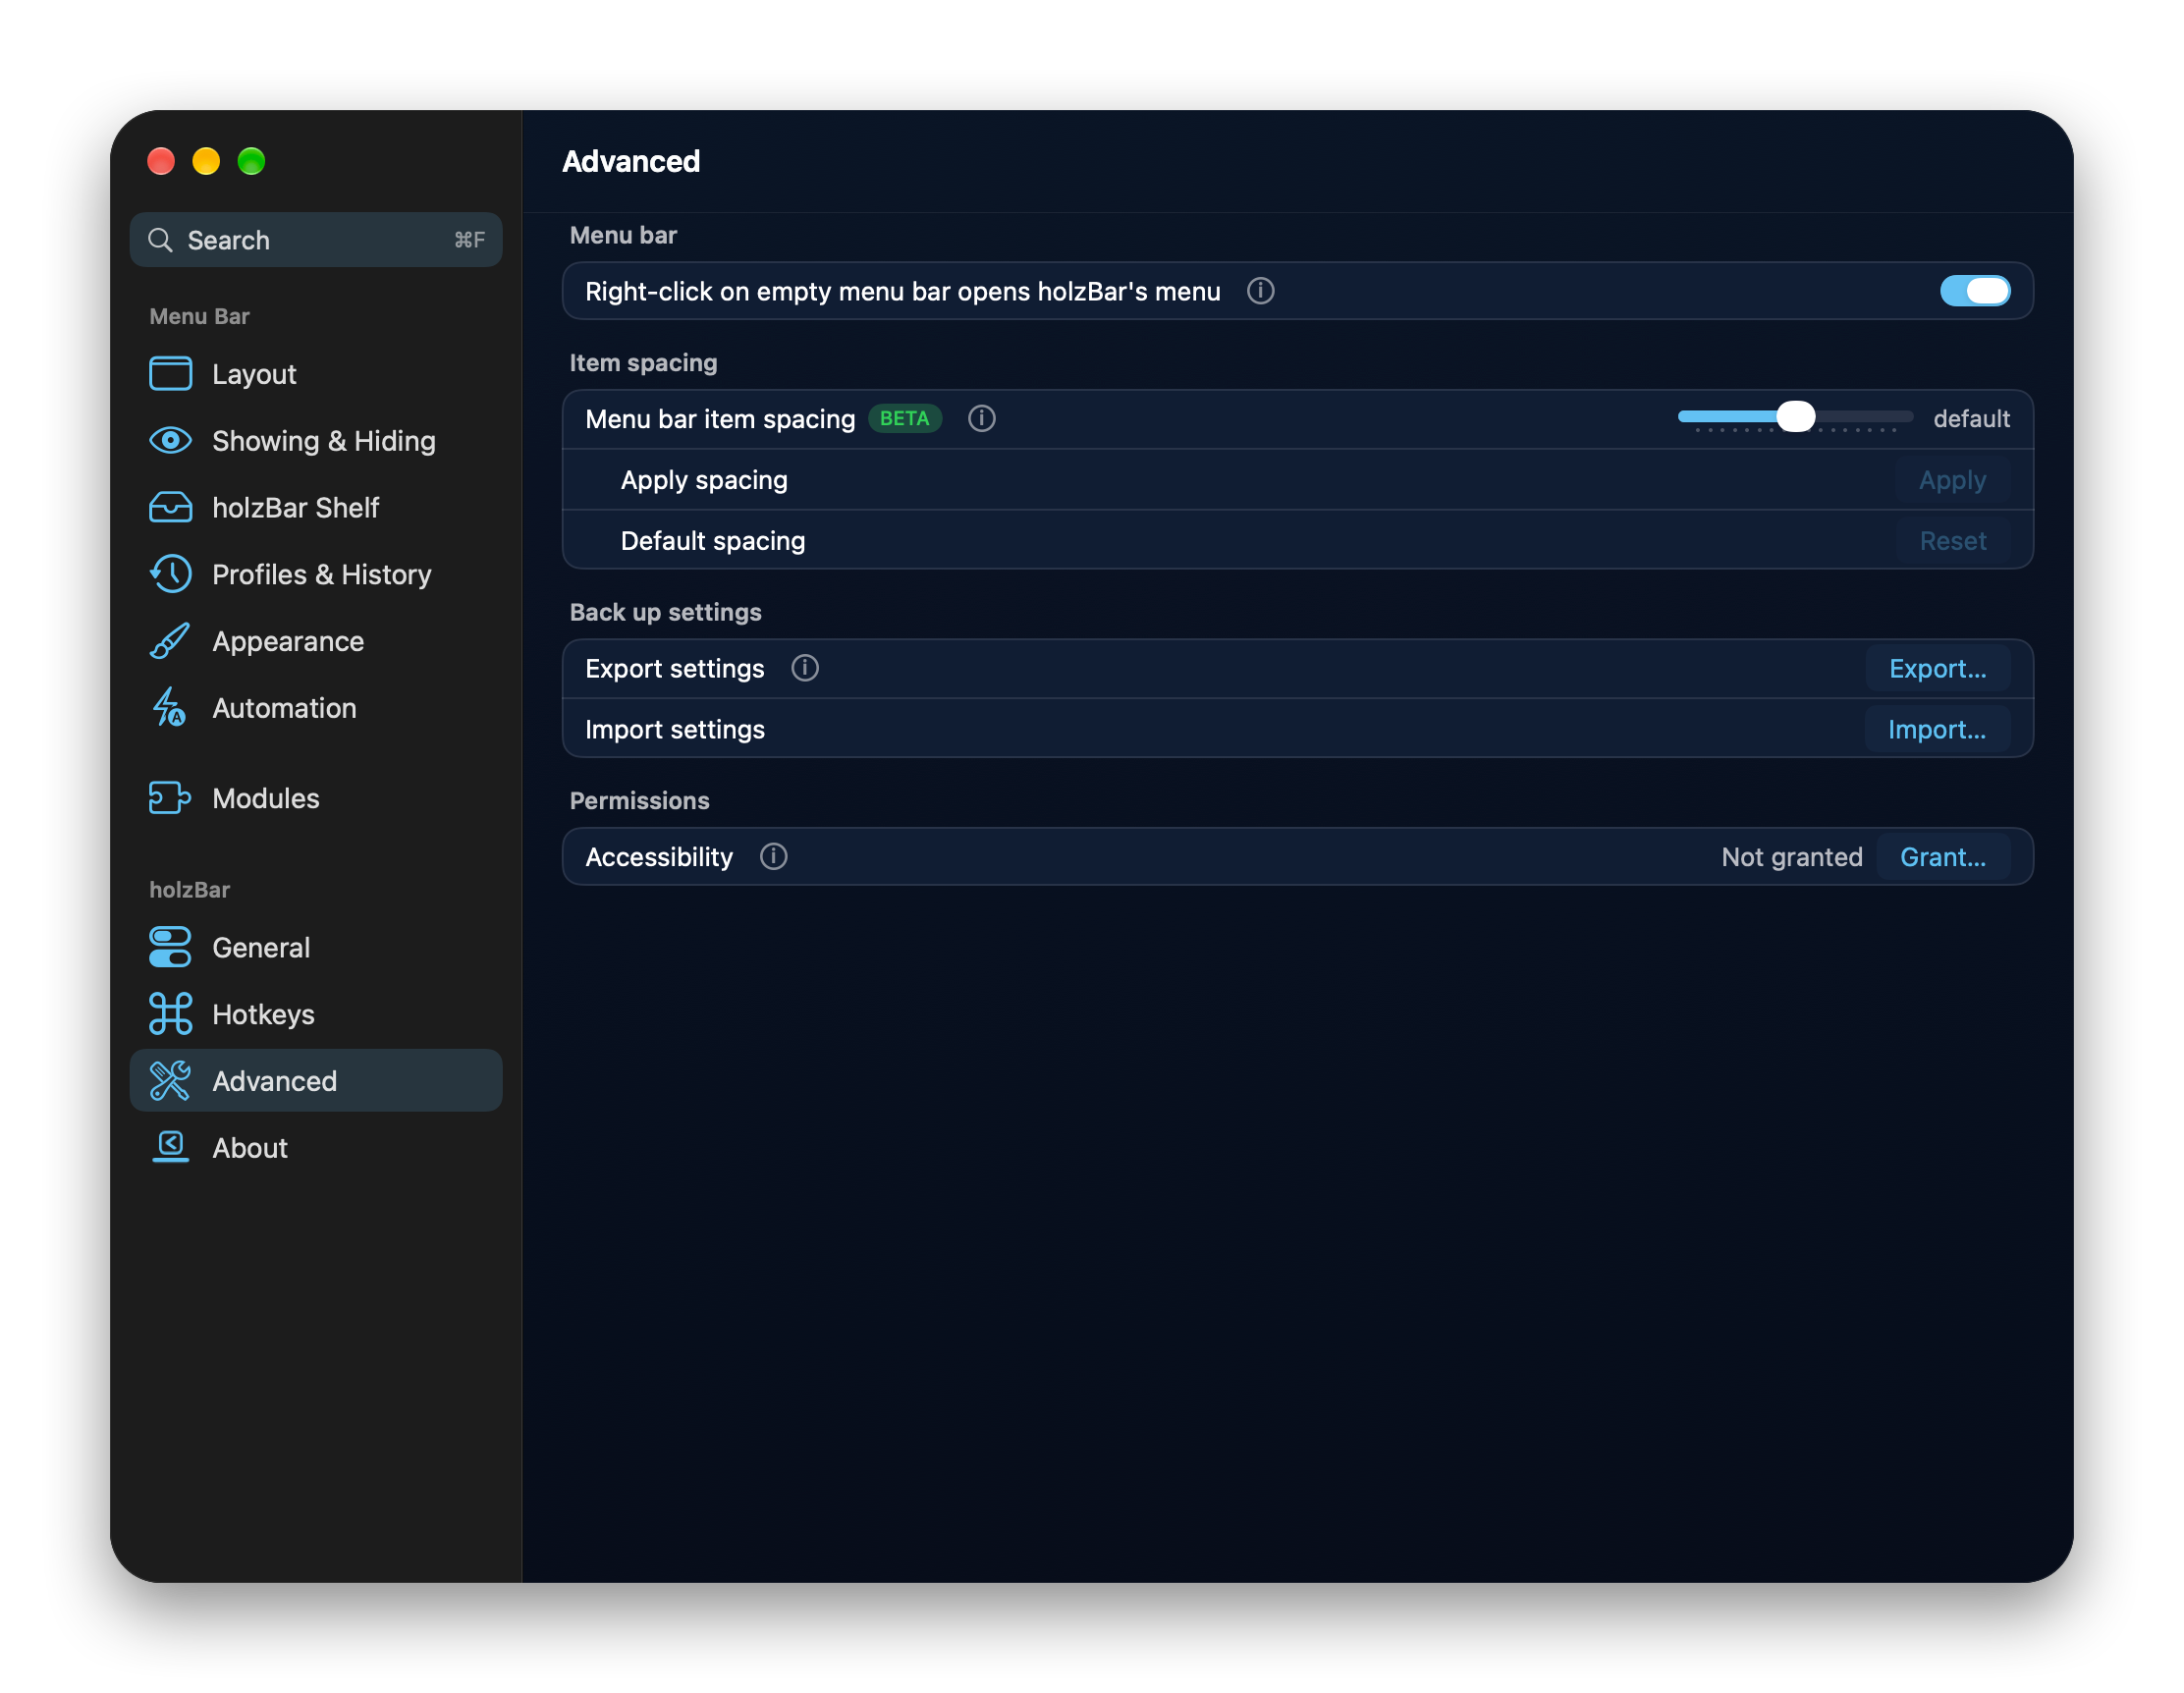 Search ⌘F
Menu Bar
Layout
Showing & Hiding
holzBar Shelf
Profiles & History
Appearance
Automation
Modules
holzBar
General
Hotkeys
Advanced
About
Advanced
Menu bar
Right-click on empty menu bar opens holzBar's menu
Item spacing
Menu bar item spacing BETA default
Apply spacing Apply
Default spacing Reset
Back up settings
Export settings Export...
Import settings Import...
Permissions
Accessibility Not granted Grant...